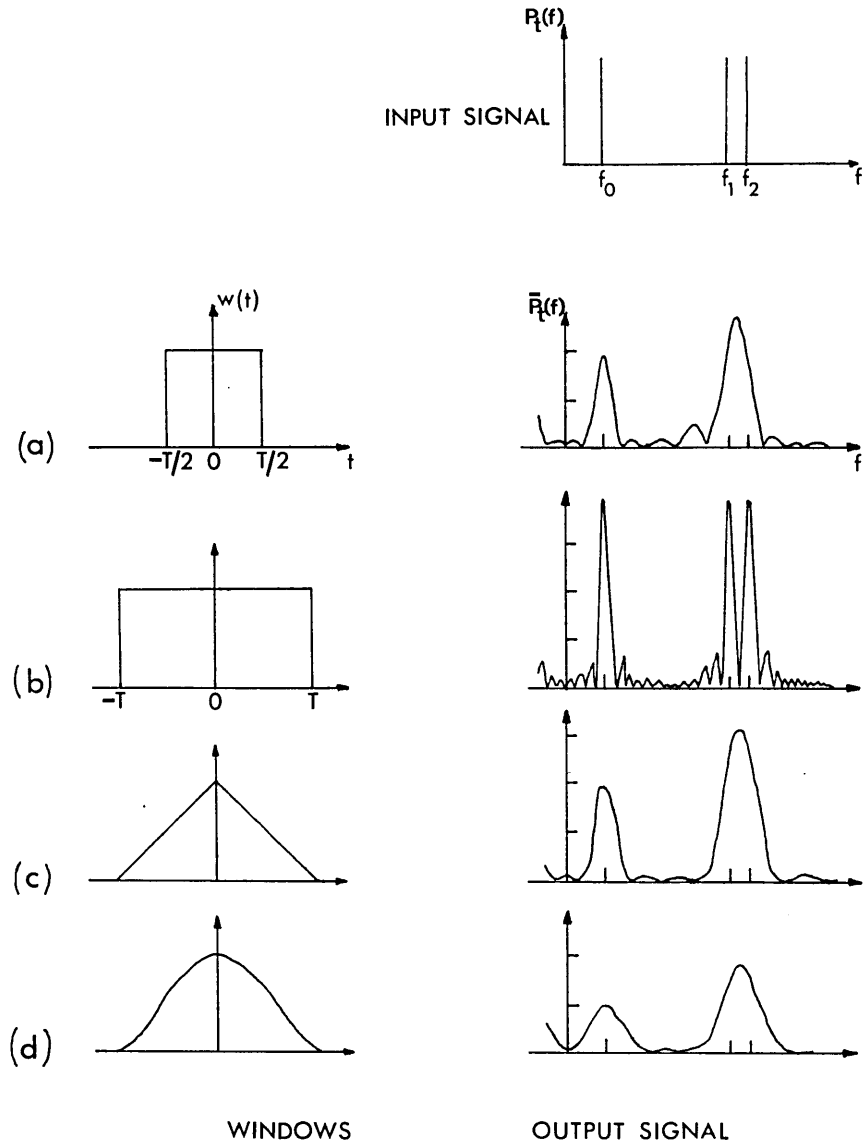 P_t(f)
INPUT SIGNAL
f_0 f_1 f_2 f
w(t)
P̄_t(f)
(a)
-T/2 0 T/2 t
f
(b)
-T 0 T
(c)
(d)
WINDOWS OUTPUT SIGNAL